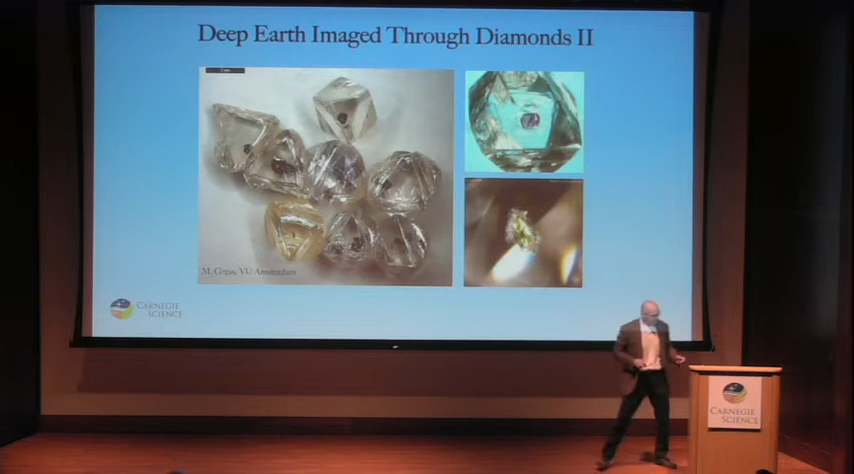 Deep Earth Imaged Through Diamonds II
M. Gress, VU Amsterdam
CARNEGIE
SCIENCE
CARNEGIE
SCIENCE